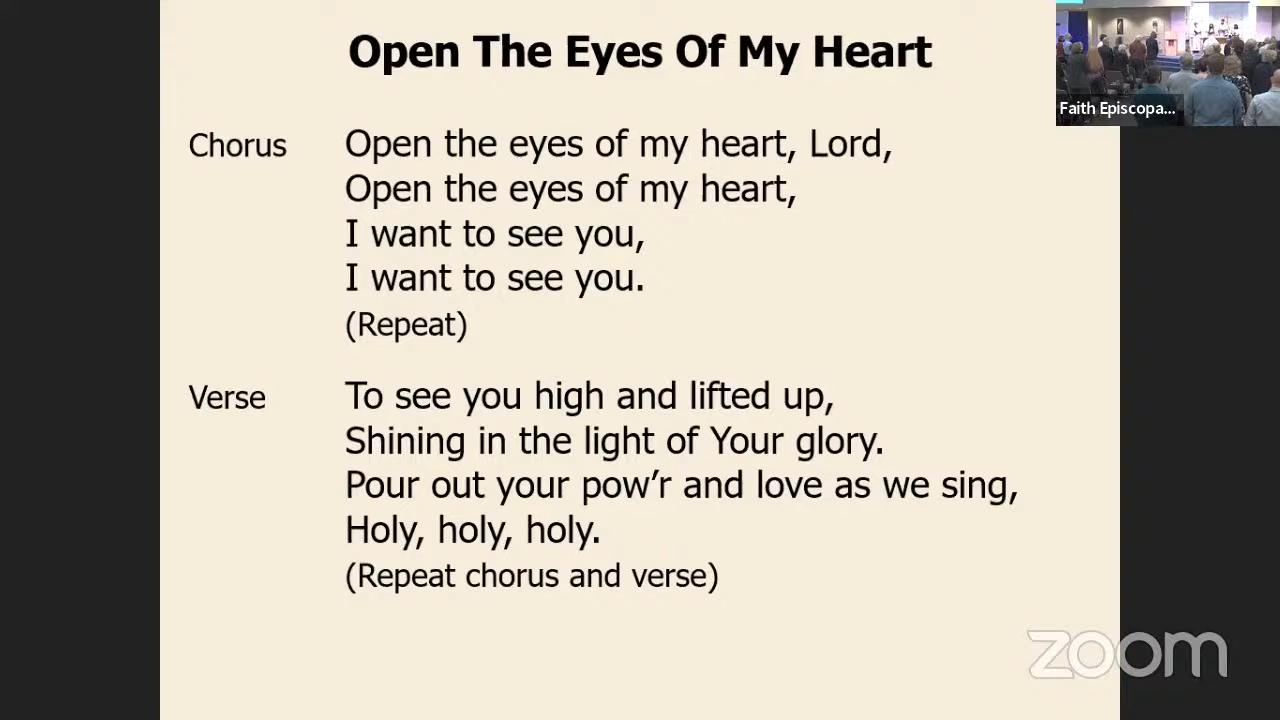 Open The Eyes Of My Heart
Chorus
Open the eyes of my heart, Lord,
Open the eyes of my heart,
I want to see you,
I want to see you.
(Repeat)
Verse
To see you high and lifted up,
Shining in the light of Your glory.
Pour out your pow’r and love as we sing,
Holy, holy, holy.
(Repeat chorus and verse)
Faith Episcopa...
zoom